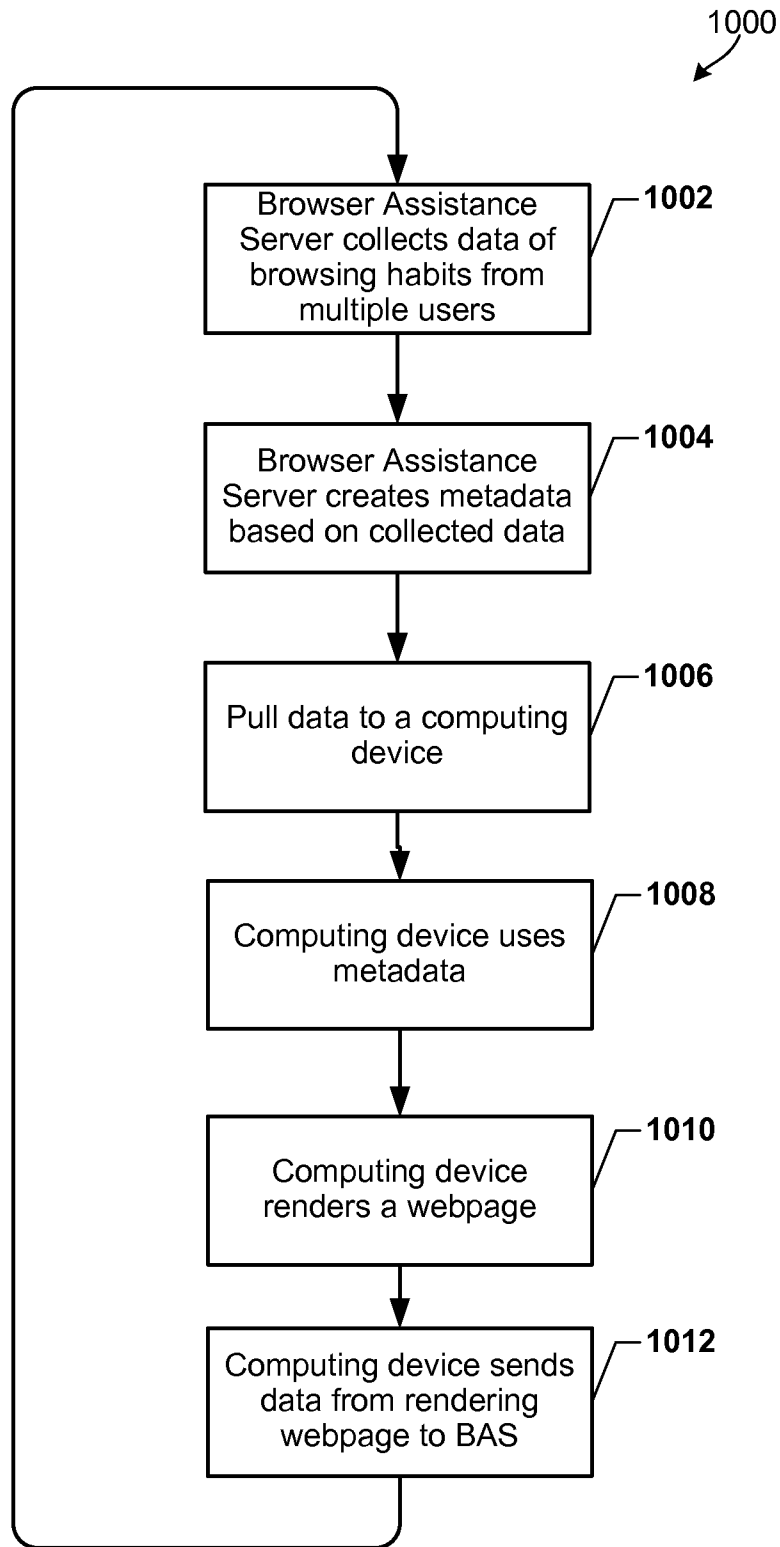 1000
Browser Assistance
Server collects data of
browsing habits from
multiple users
1002
Browser Assistance
Server creates metadata
based on collected data
1004
Pull data to a computing
device
1006
Computing device uses
metadata
1008
Computing device
renders a webpage
1010
Computing device sends
data from rendering
webpage to BAS
1012